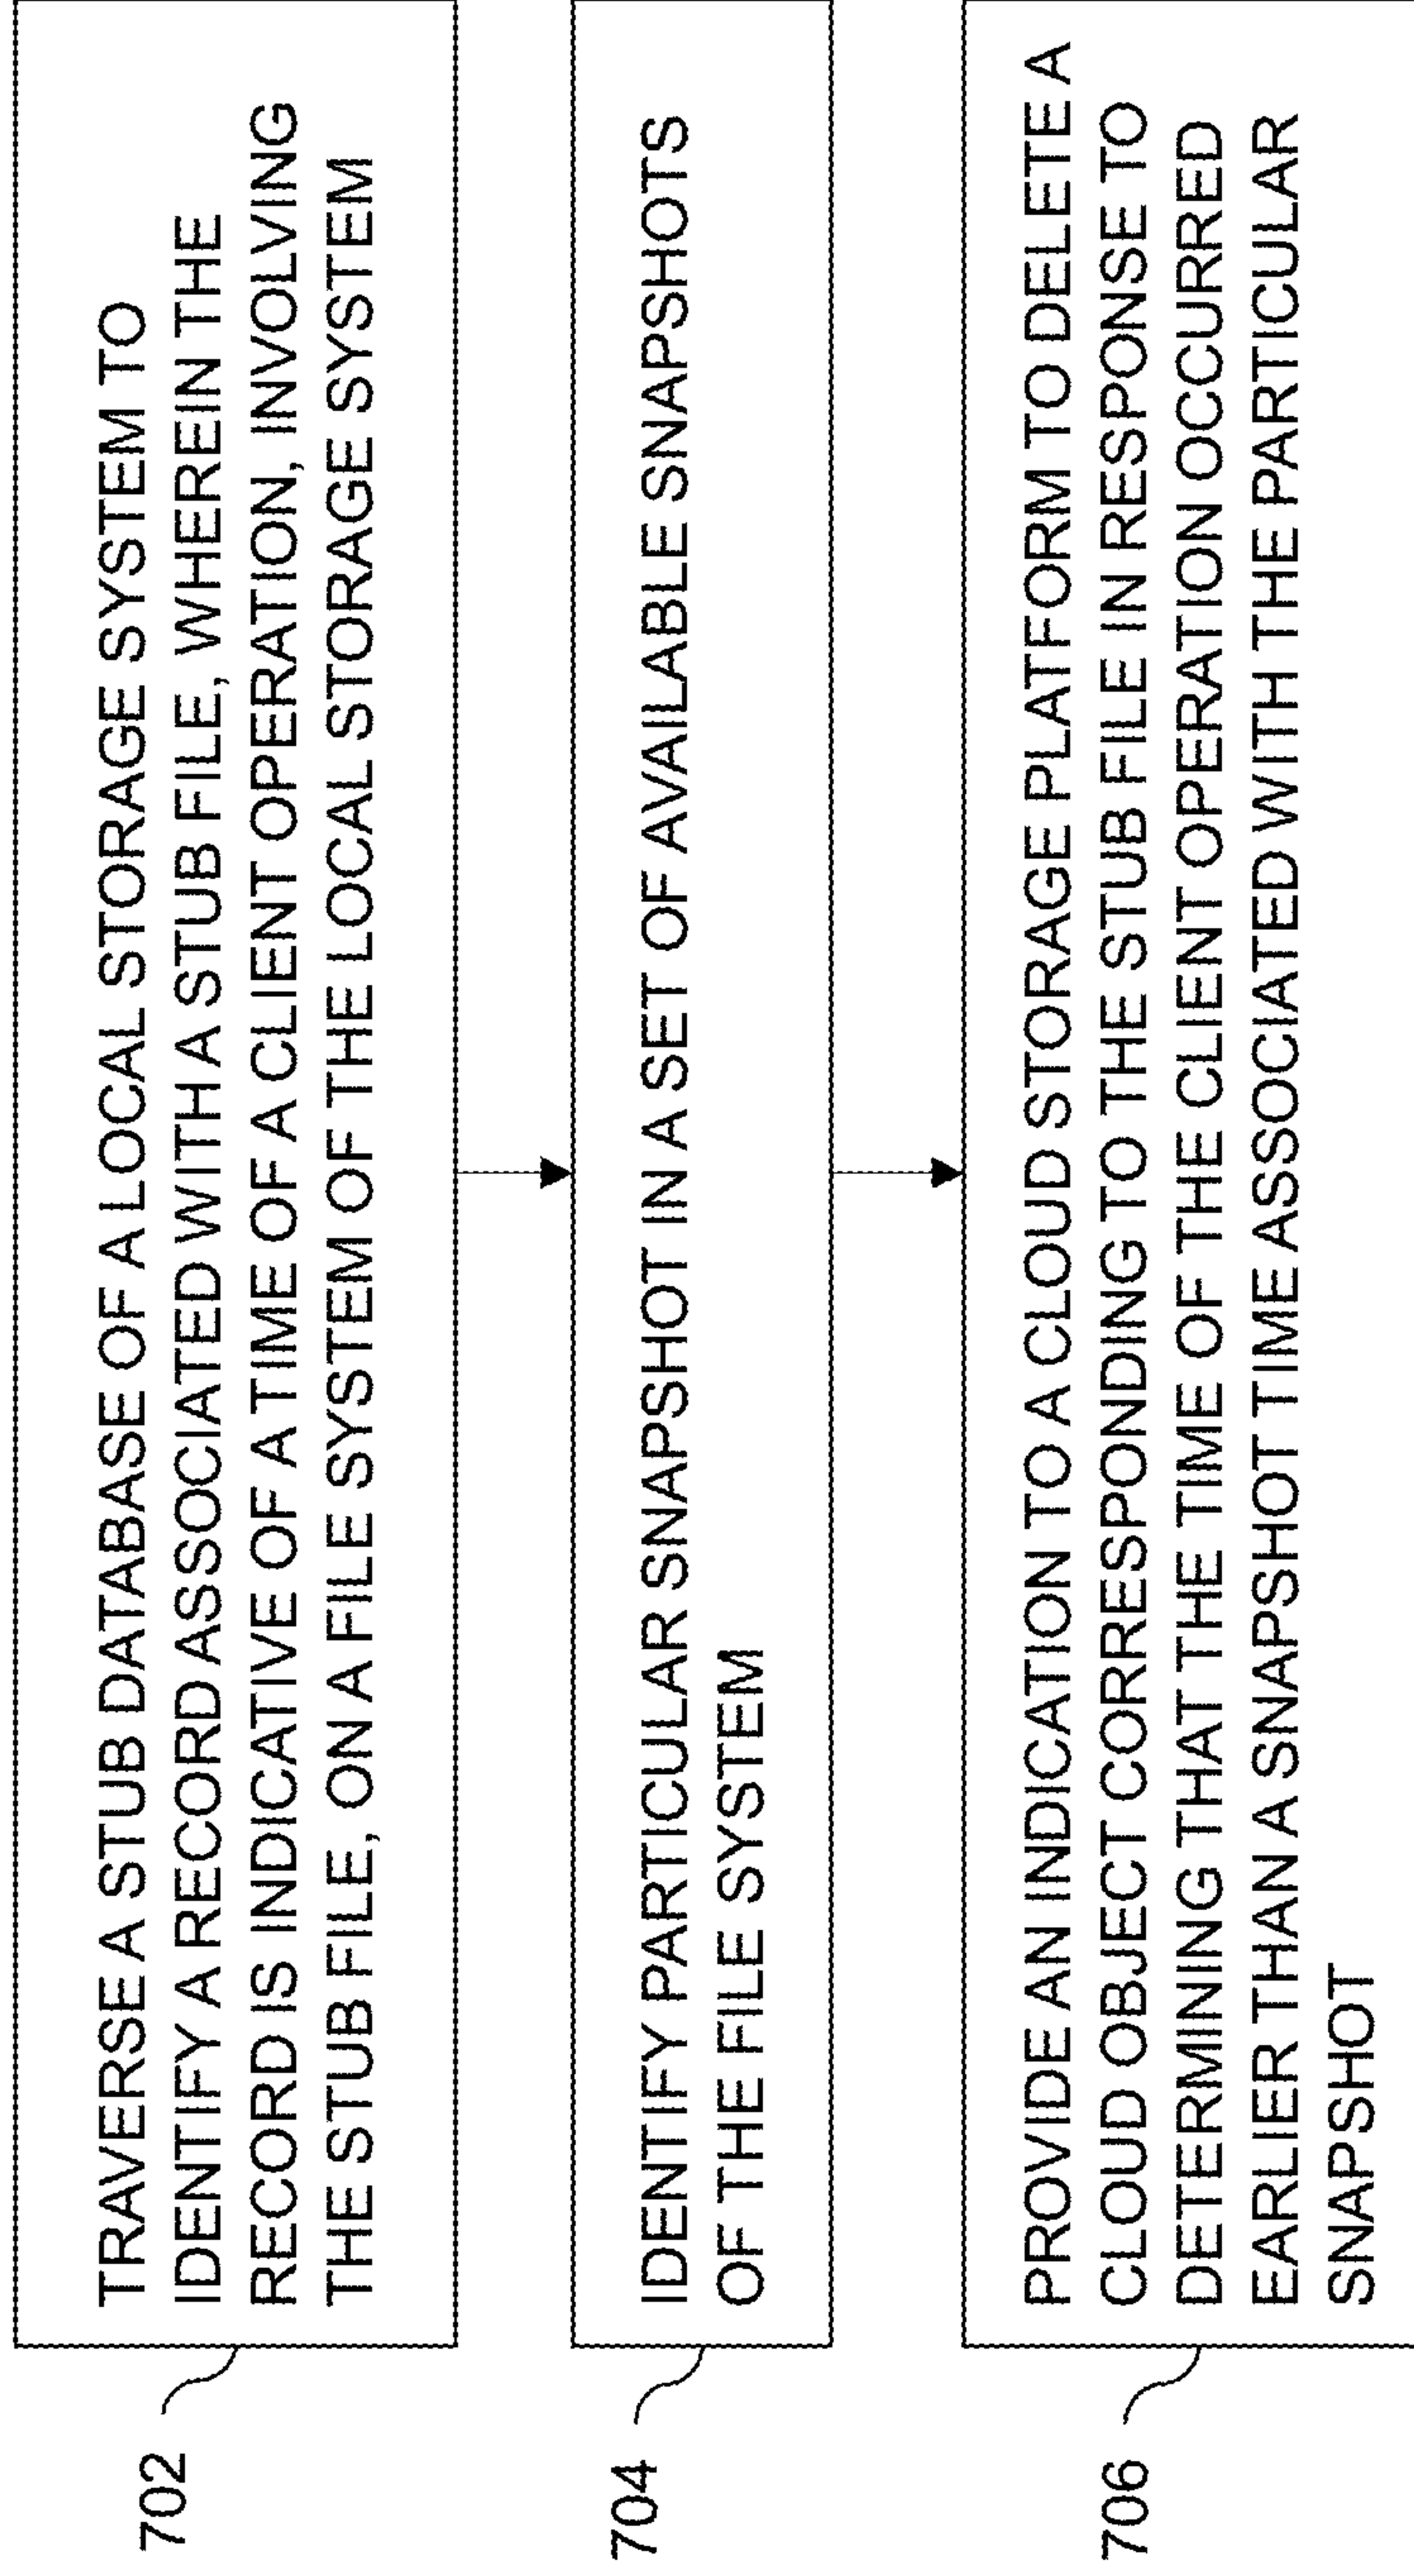 702
TRAVERSE A STUB DATABASE OF A LOCAL STORAGE SYSTEM TO
IDENTIFY A RECORD ASSOCIATED WITH A STUB FILE, WHEREIN THE
RECORD IS INDICATIVE OF A TIME OF A CLIENT OPERATION, INVOLVING
THE STUB FILE, ON A FILE SYSTEM OF THE LOCAL STORAGE SYSTEM
704
IDENTIFY PARTICULAR SNAPSHOT IN A SET OF AVAILABLE SNAPSHOTS
OF THE FILE SYSTEM
706
PROVIDE AN INDICATION TO A CLOUD STORAGE PLATFORM TO DELETE A
CLOUD OBJECT CORRESPONDING TO THE STUB FILE IN RESPONSE TO
DETERMINING THAT THE TIME OF THE CLIENT OPERATION OCCURRED
EARLIER THAN A SNAPSHOT TIME ASSOCIATED WITH THE PARTICULAR
SNAPSHOT